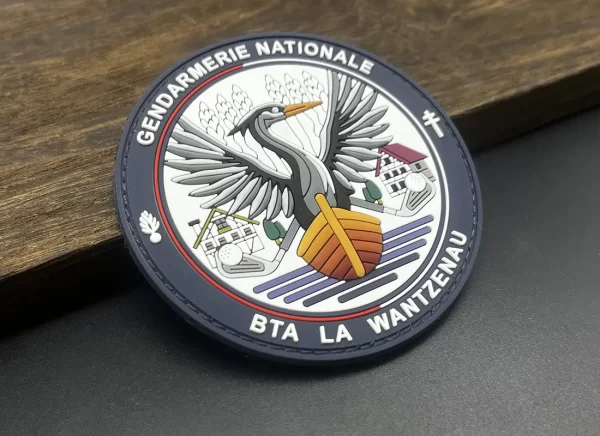 GENDARMERIE NATIONALE
BTA LA WANTZENAU